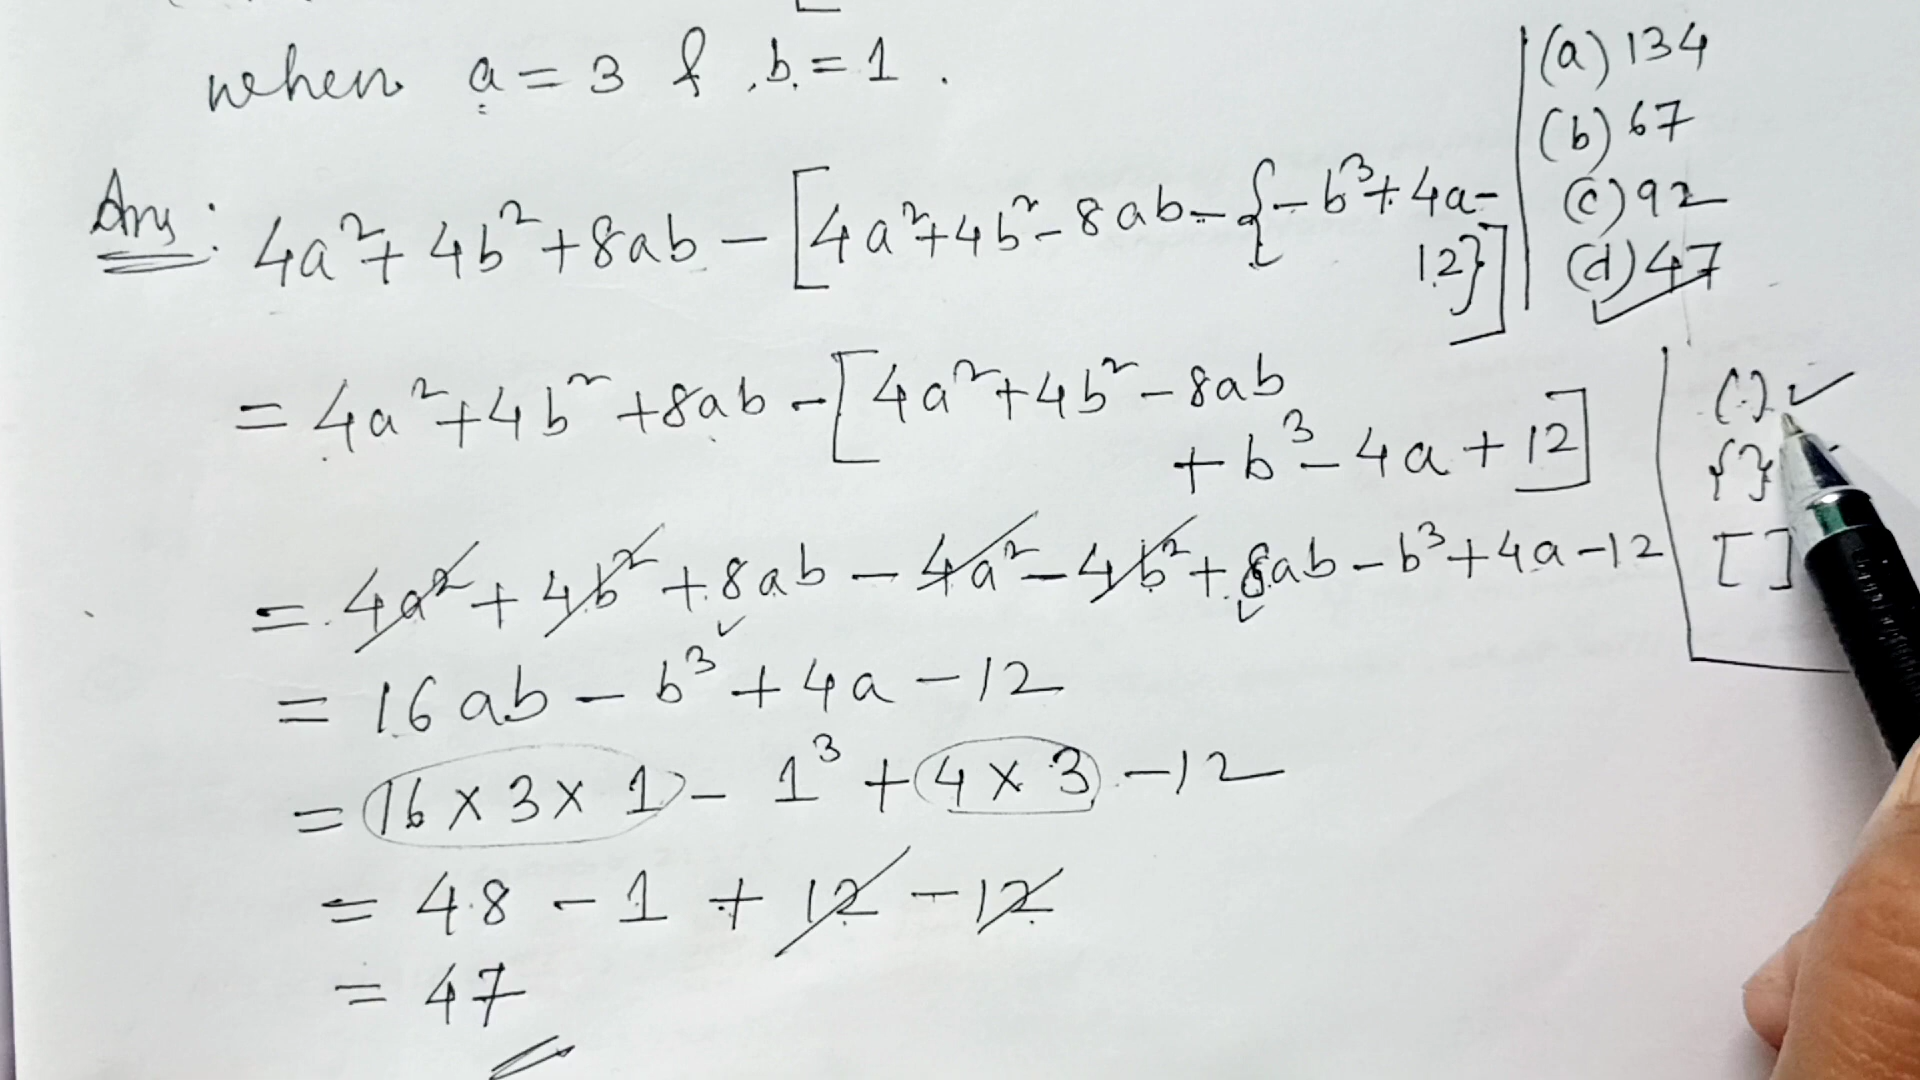 when a = 3 & b = 1 .
Ans : 4a² + 4b² + 8ab - [4a² + 4b² - 8ab - {-b³ + 4a -
12}]
= 4a² + 4b² + 8ab - [4a² + 4b² - 8ab
+ b³ - 4a + 12]
= 4a² + 4b² + 8ab - 4a² - 4b² + 8ab - b³ + 4a - 12
= 16ab - b³ + 4a - 12
= 16 × 3 × 1 - 1³ + 4 × 3 - 12
= 48 - 1 + 12 - 12
= 47
(a) 134
(b) 67
(c) 92
(d) 47
( ) ✓
{ }
[ ]